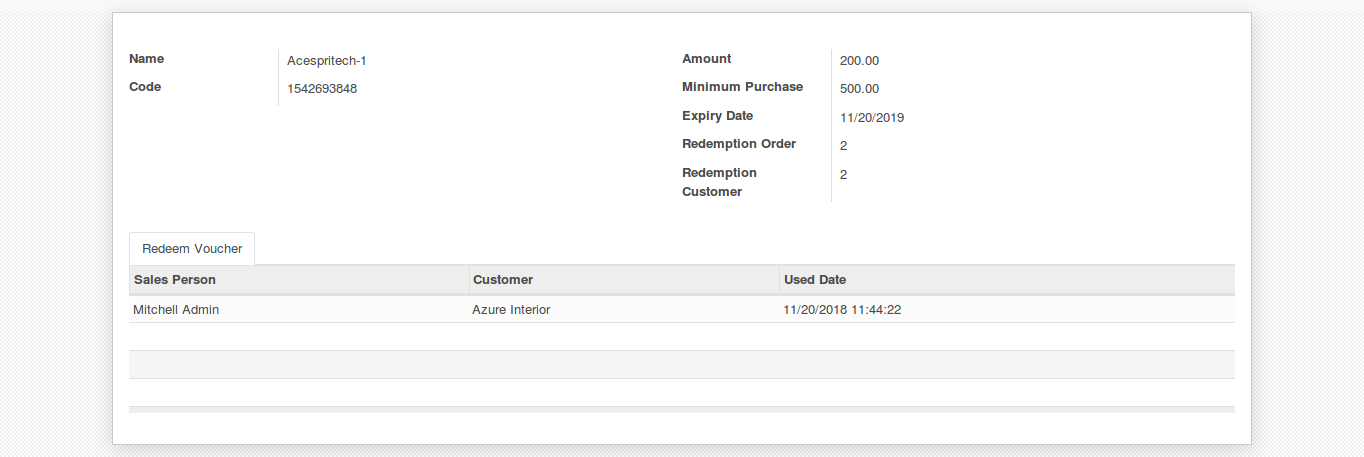 Name Acespritech-1
Code 1542693848
Amount 200.00
Minimum Purchase 500.00
Expiry Date 11/20/2019
Redemption Order 2
Redemption 2
Customer
Redeem Voucher
Sales Person Customer Used Date
Mitchell Admin Azure Interior 11/20/2018 11:44:22